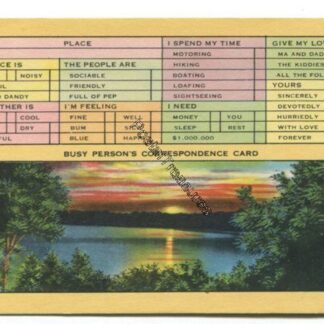 PLACE
I SPEND MY TIME
GIVE MY LO
MOTORING
MA AND DAD
CE IS
THE PEOPLE ARE
HIKING
THE KIDDIES
NOISY
SOCIABLE
BOATING
ALL THE FOL
FRIENDLY
LOAFING
YOURS
DANDY
FULL OF PEP
SIGHTSEEING
SINCERELY
THER IS
I'M FEELING
I NEED
DEVOTEDLY
COOL
FINE
WELL
MONEY
YOU
HURRIEDLY
DRY
BUM
SLEEP
REST
WITH LOVE
FUL
BLUE
HAPPY
$1,000,000
FOREVER
BUSY PERSON'S CORRESPONDENCE CARD